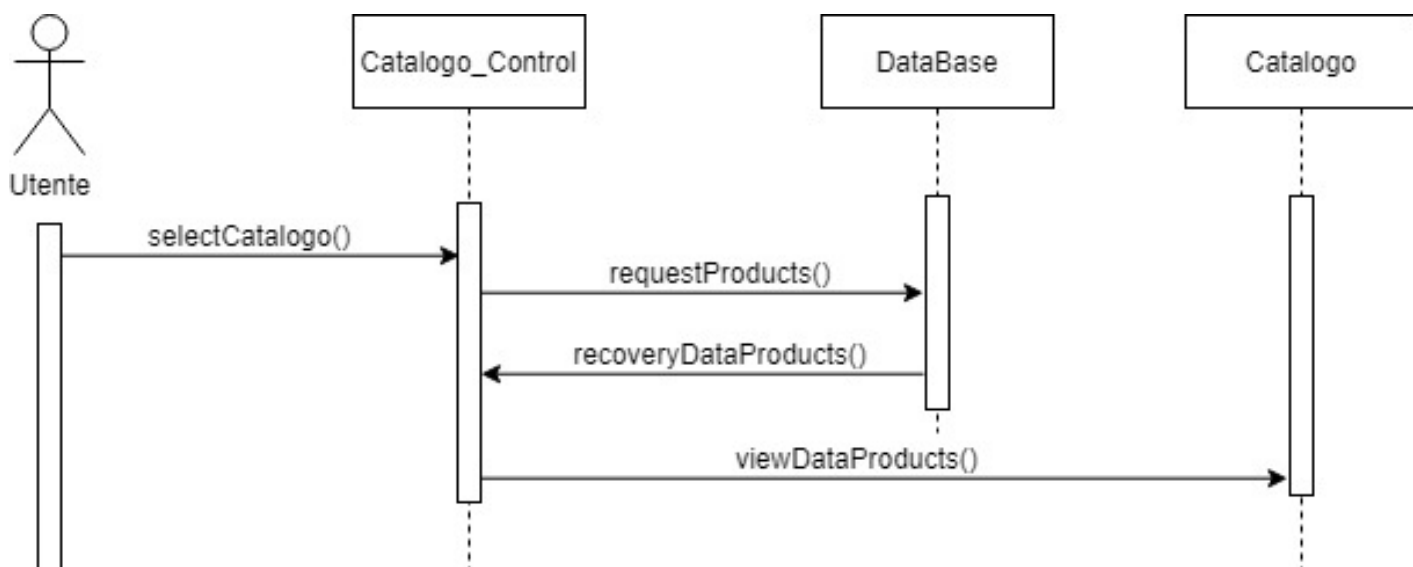 Catalogo_Control
DataBase
Catalogo
Utente
selectCatalogo()
requestProducts()
recoveryDataProducts()
viewDataProducts()